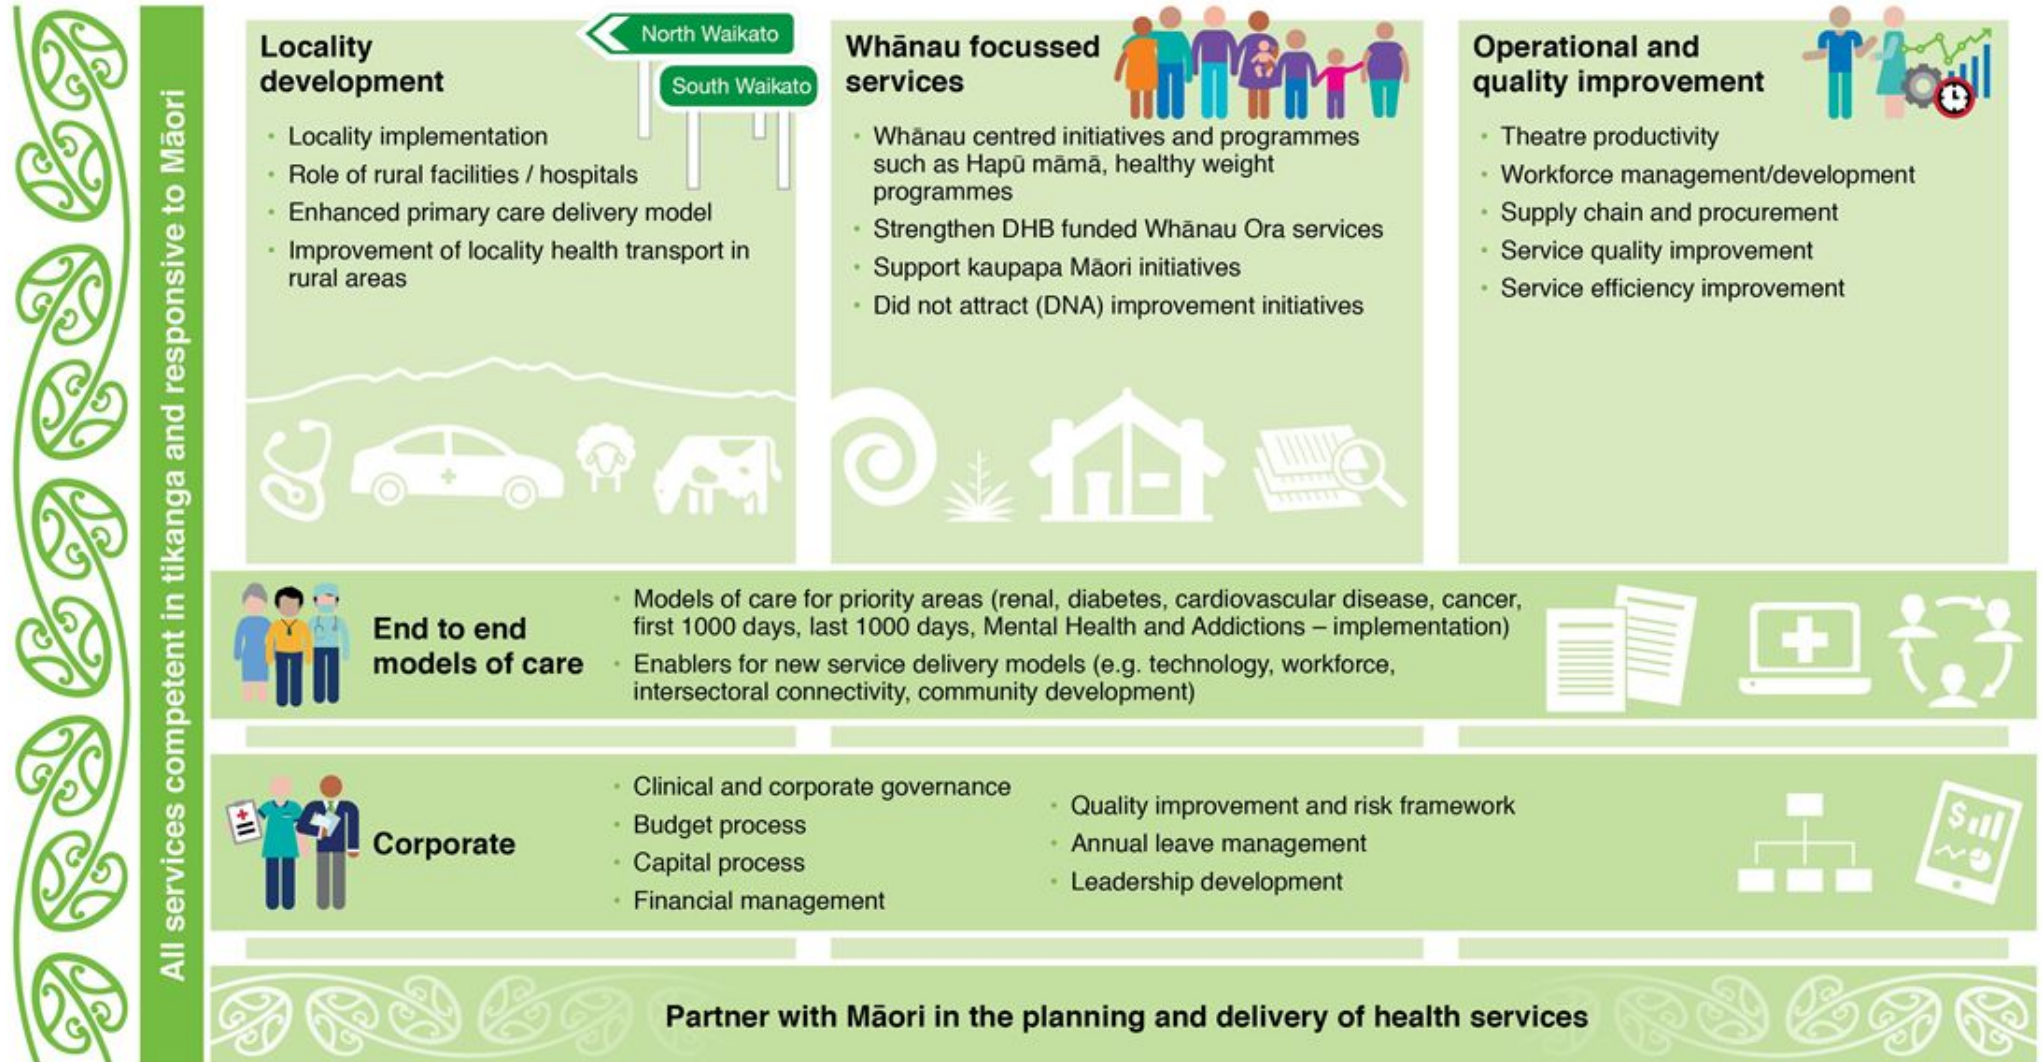 All services competent in tikanga and responsive to Māori
Locality
development
North Waikato
South Waikato
• Locality implementation
• Role of rural facilities / hospitals
• Enhanced primary care delivery model
• Improvement of locality health transport in
rural areas
Whānau focussed
services
• Whānau centred initiatives and programmes
such as Hapū māmā, healthy weight
programmes
• Strengthen DHB funded Whānau Ora services
• Support kaupapa Māori initiatives
• Did not attract (DNA) improvement initiatives
Operational and
quality improvement
• Theatre productivity
• Workforce management/development
• Supply chain and procurement
• Service quality improvement
• Service efficiency improvement
End to end
models of care
• Models of care for priority areas (renal, diabetes, cardiovascular disease, cancer,
first 1000 days, last 1000 days, Mental Health and Addictions – implementation)
• Enablers for new service delivery models (e.g. technology, workforce,
intersectoral connectivity, community development)
Corporate
• Clinical and corporate governance
• Budget process
• Capital process
• Financial management
• Quality improvement and risk framework
• Annual leave management
• Leadership development
$
Partner with Māori in the planning and delivery of health services